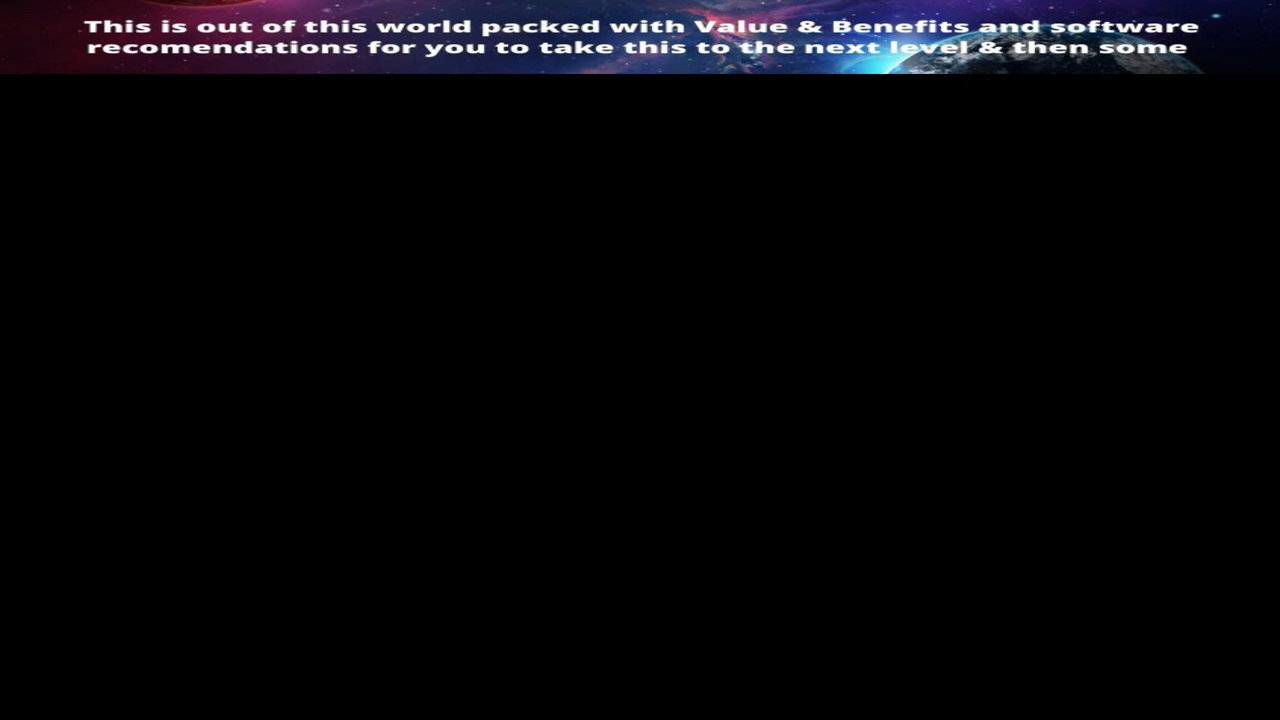 This is out of this world packed with Value & Benefits and software
recomendations for you to take this to the next level & then some